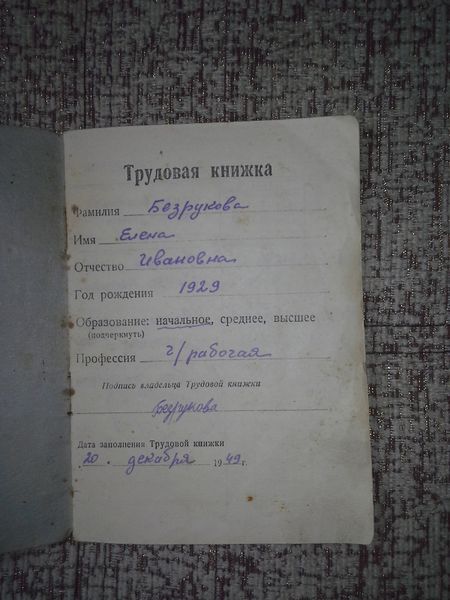 Трудовая книжка
Фамилия Безрукова
Имя Елена
Отчество Ивановна
Год рождения 1929
Образование: начальное, среднее, высшее
(подчеркнуть)
Профессия ч/рабочая
Подпись владельца Трудовой книжки
Безрукова
Дата заполнения Трудовой книжки
20. декабря 1949 г.